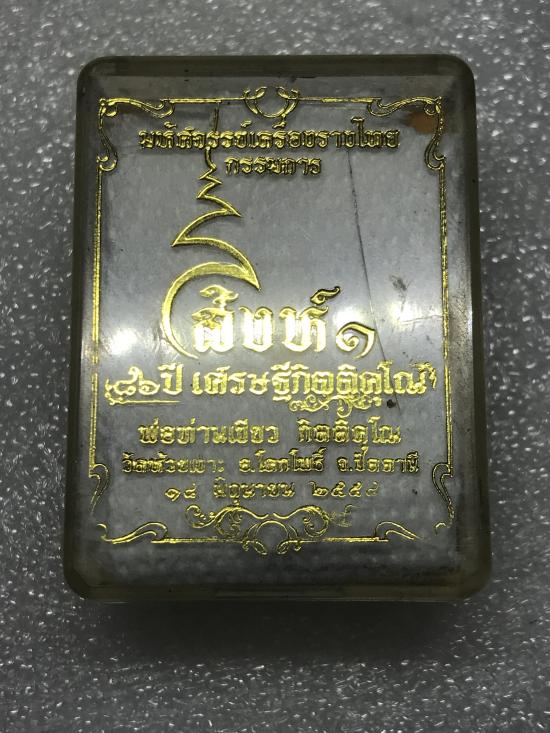 มหัศจรรย์เครื่องรางไทย
กรรมการ
สิงห์ ๑
๘๖ ปี เศรษฐีกิตติคุโณ
พ่อท่านเขียว กิตติคุโณ
วัดห้วยเงาะ อ.โคกโพธิ์ จ.ปัตตานี
๑๘ มิถุนายน ๒๕๕๙